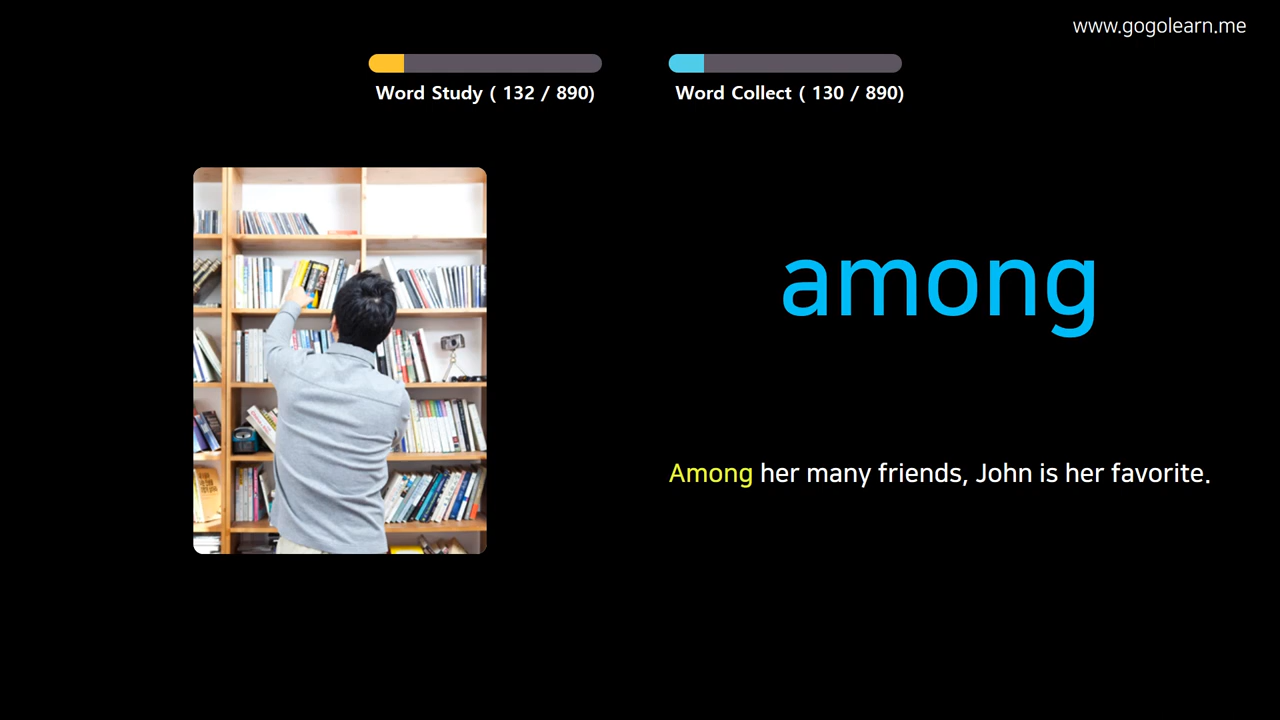 www.gogolearn.me
Word Study ( 132 / 890)
Word Collect ( 130 / 890)
among
Among her many friends, John is her favorite.